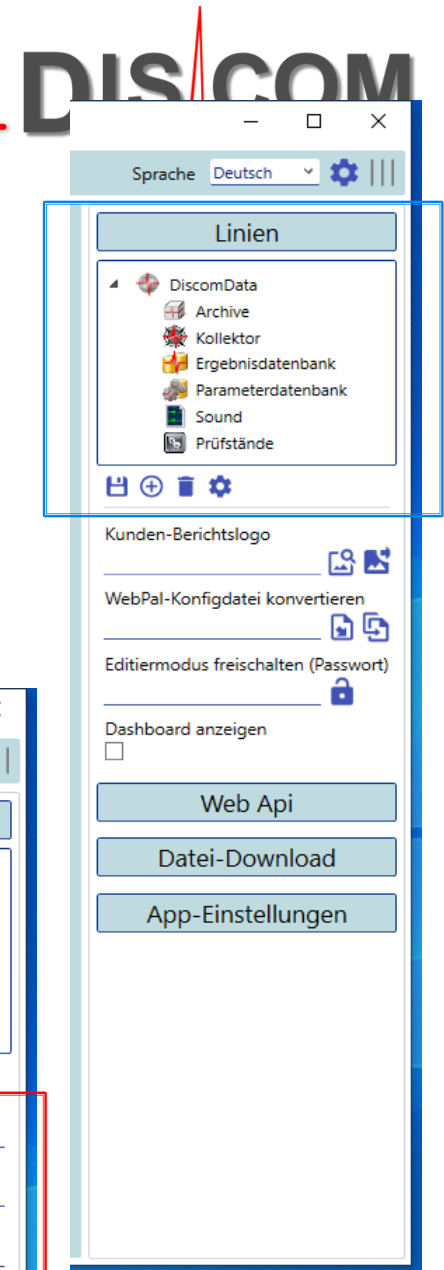 DISCOM
Sprache Deutsch
Linien
DiscomData
Archive
Kollektor
Ergebnisdatenbank
Parameterdatenbank
Sound
Prüfstände
Kunden-Berichtslogo
WebPal-Konfigdatei konvertieren
Editiermodus freischalten (Passwort)
Dashboard anzeigen
Web Api
Datei-Download
App-Einstellungen